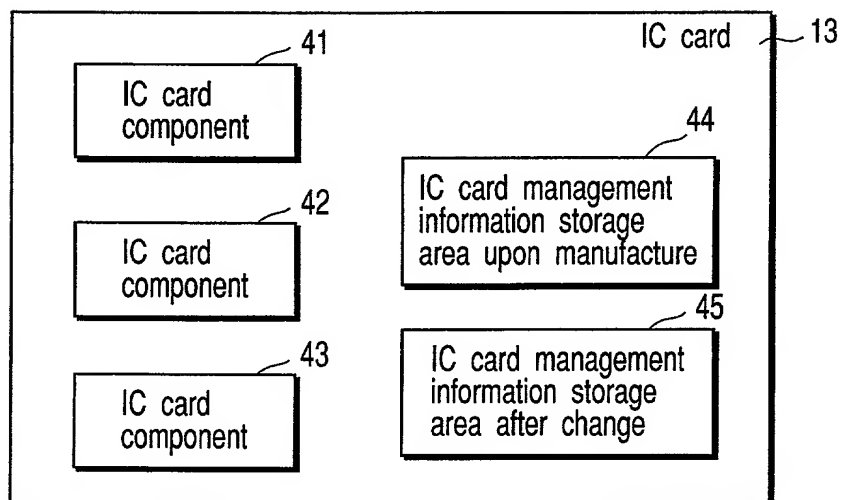 IC card
13
41
IC card
component
42
IC card
component
43
IC card
component
44
IC card management
information storage
area upon manufacture
45
IC card management
information storage
area after change